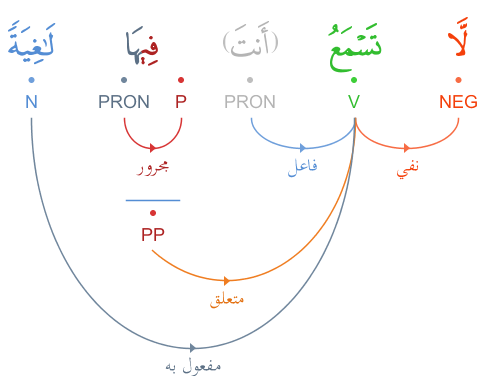 لَّا تَسْمَعُ (أَنتَ) فِيهَا لَـٰغِيَةً
NEG V PRON P PRON N
نفي فاعل مجرور
PP
متعلق
مفعول به